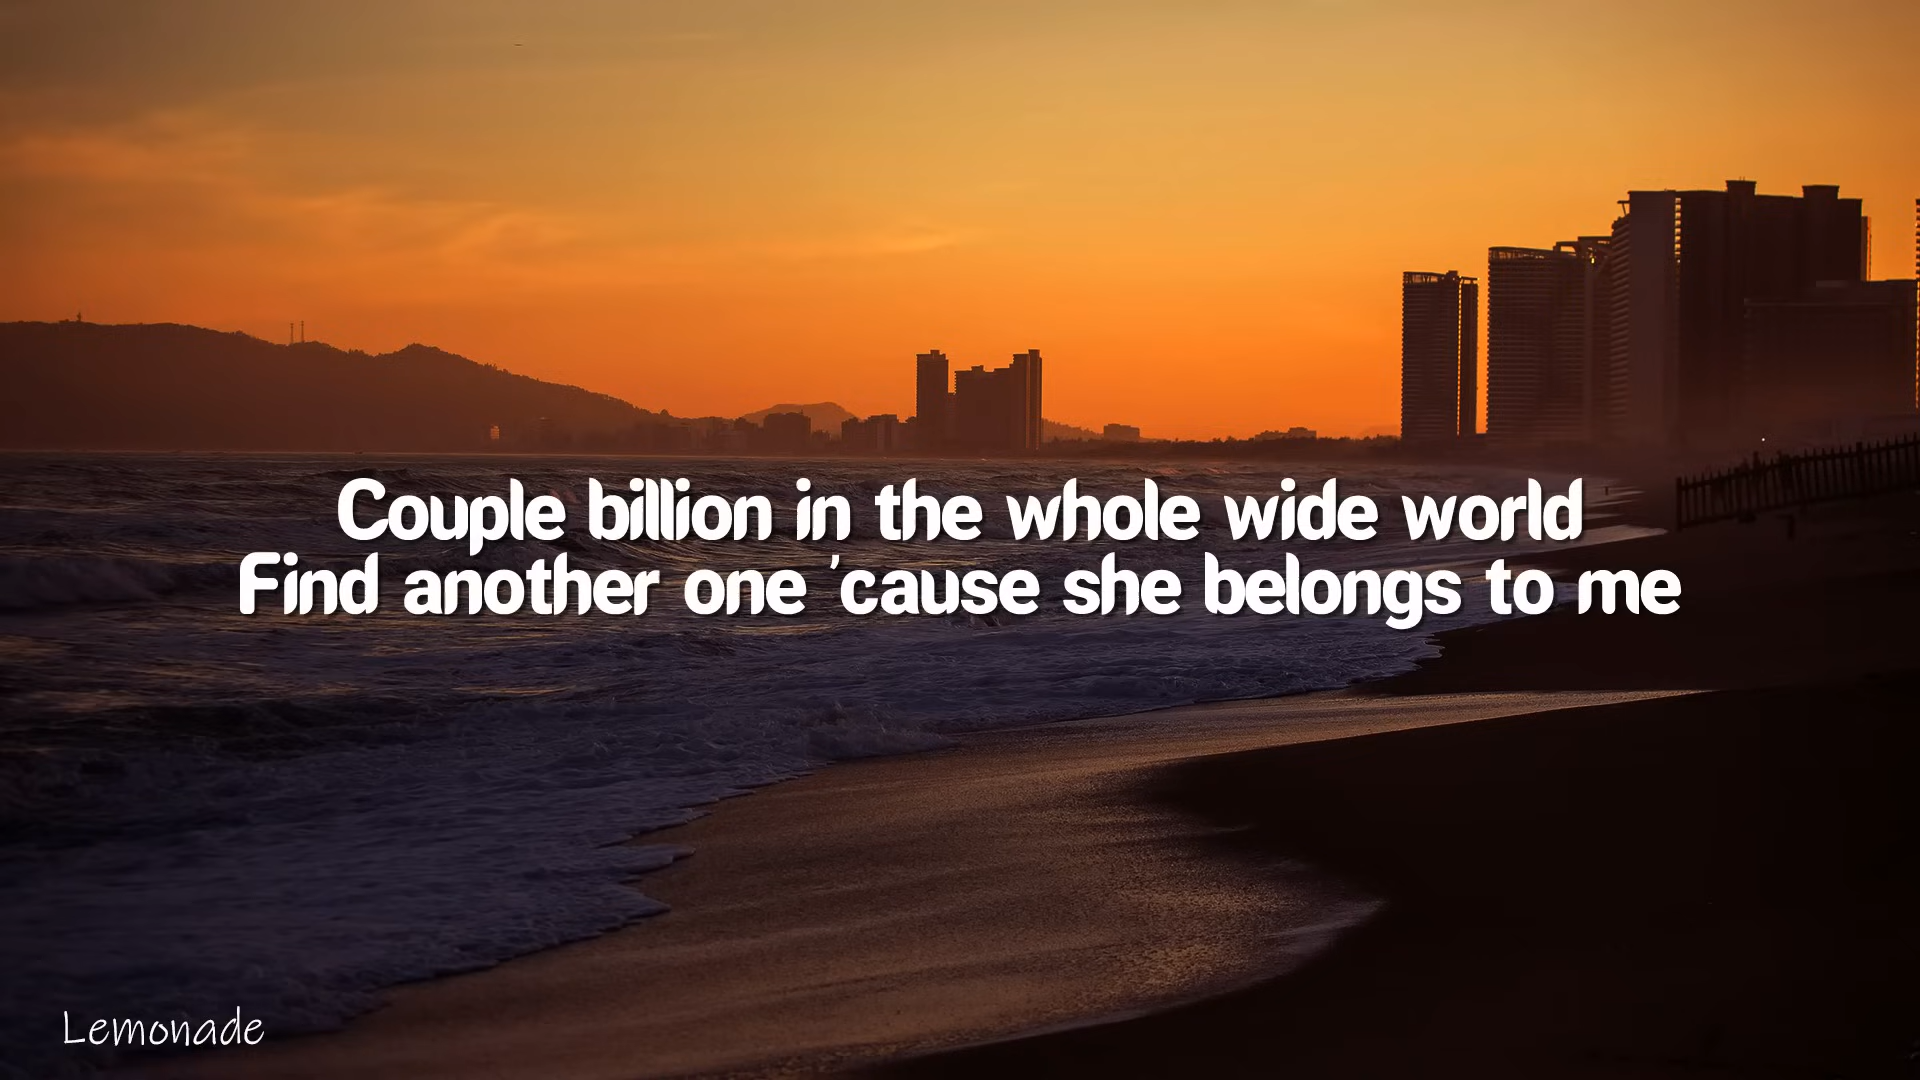 Couple billion in the whole wide world
Find another one 'cause she belongs to me
Lemonade